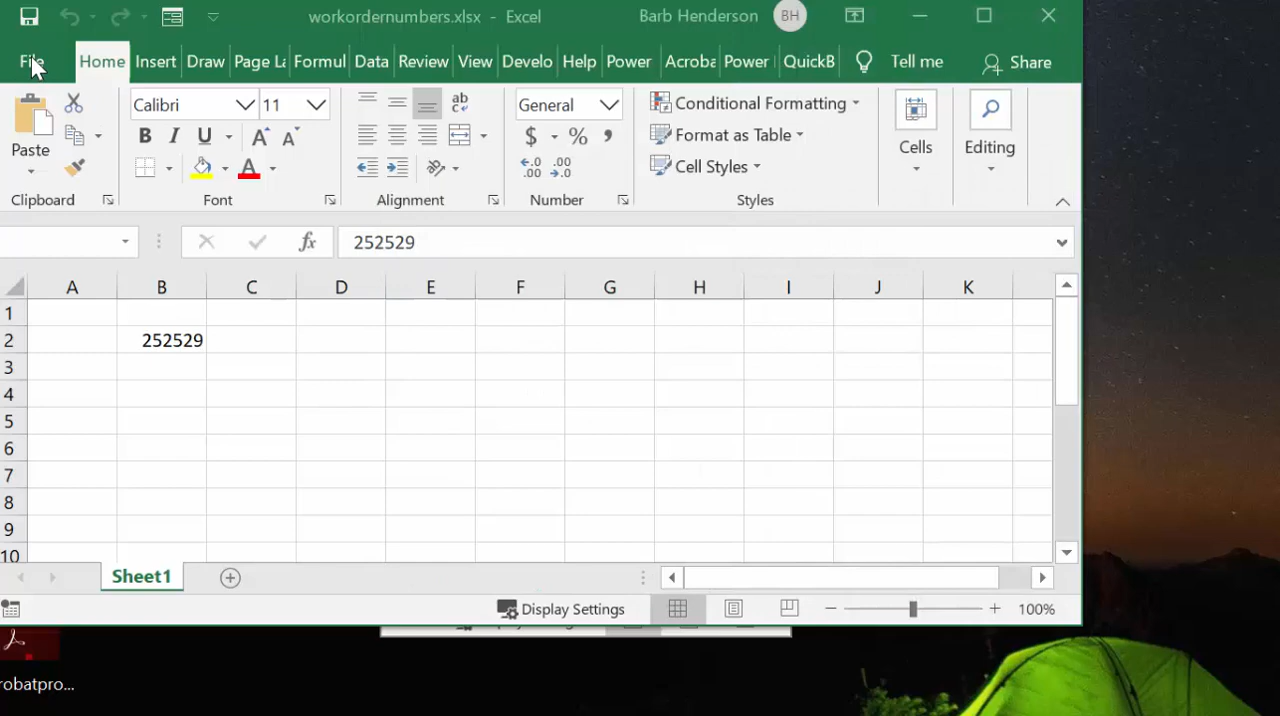 workordernumbers.xlsx - Excel
Barb Henderson BH
File Home Insert Draw Page La Formul Data Review View Develo Help Power Acroba Power QuickB Tell me Share
Calibri 11 General Conditional Formatting
ab
c
B I U A A $ % , Format as Table
Paste Cells Editing
A Cell Styles
Clipboard Font Alignment Number Styles
fx 252529
A B C D E F G H I J K
1
2 252529
3
4
5
6
7
8
9
10
Sheet1
Display Settings 100%
robatpro...